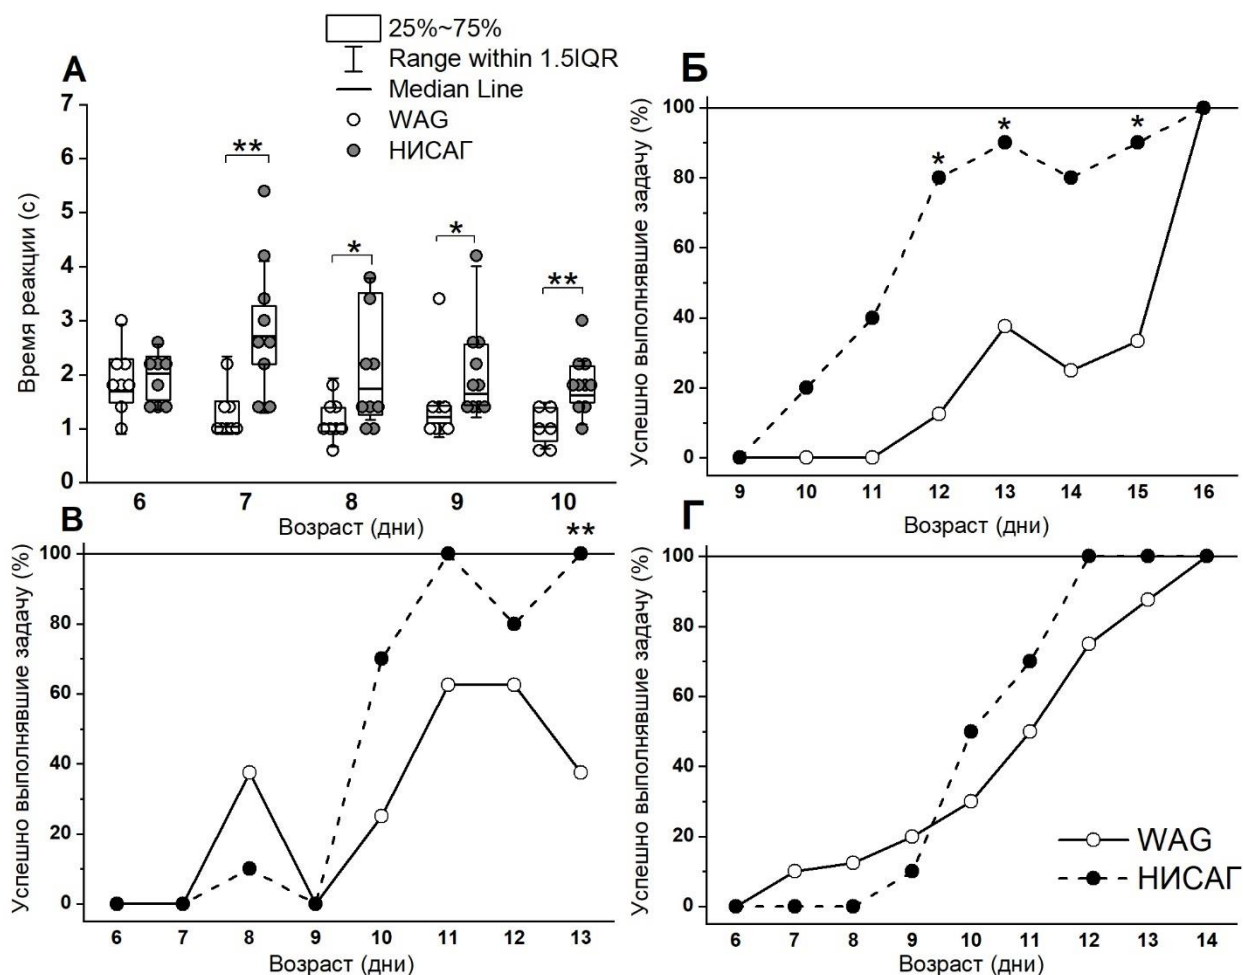 25%~75%
Range within 1.5IQR
Median Line
WAG
НИСАГ
А
Время реакции (с)
7
6
5
4
3
2
1
0
**
*
*
**
6 7 8 9 10
Возраст (дни)
Б
Успешно выполнявшие задачу (%)
100
80
60
40
20
0
* * *
9 10 11 12 13 14 15 16
Возраст (дни)
В
Успешно выполнявшие задачу (%)
100
80
60
40
20
0
**
6 7 8 9 10 11 12 13
Возраст (дни)
Г
Успешно выполнявшие задачу (%)
100
80
60
40
20
0
WAG
НИСАГ
6 7 8 9 10 11 12 13 14
Возраст (дни)